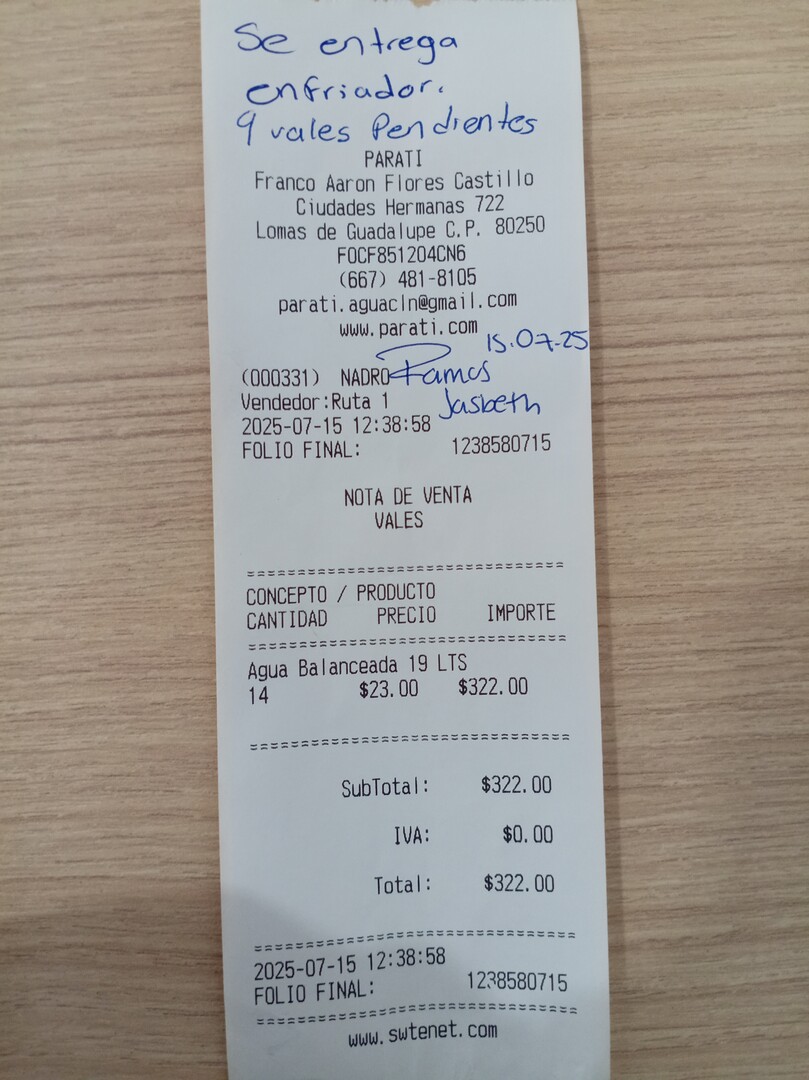 Se entrega
enfriador.
9 vales Pendientes
PARATI
Franco Aaron Flores Castillo
Ciudades Hermanas 722
Lomas de Guadalupe C.P. 80250
FOCF851204CN6
(667) 481-8105
parati.aguacln@gmail.com
www.parati.com
15.07-25
(000331) NADRO Ramos
Vendedor:Ruta 1 Jasbeth
2025-07-15 12:38:58
FOLIO FINAL: 1238580715
NOTA DE VENTA
VALES
CONCEPTO / PRODUCTO
CANTIDAD PRECIO IMPORTE
Agua Balanceada 19 LTS
14 $23.00 $322.00
SubTotal: $322.00
IVA: $0.00
Total: $322.00
2025-07-15 12:38:58
FOLIO FINAL: 1238580715
www.swtenet.com